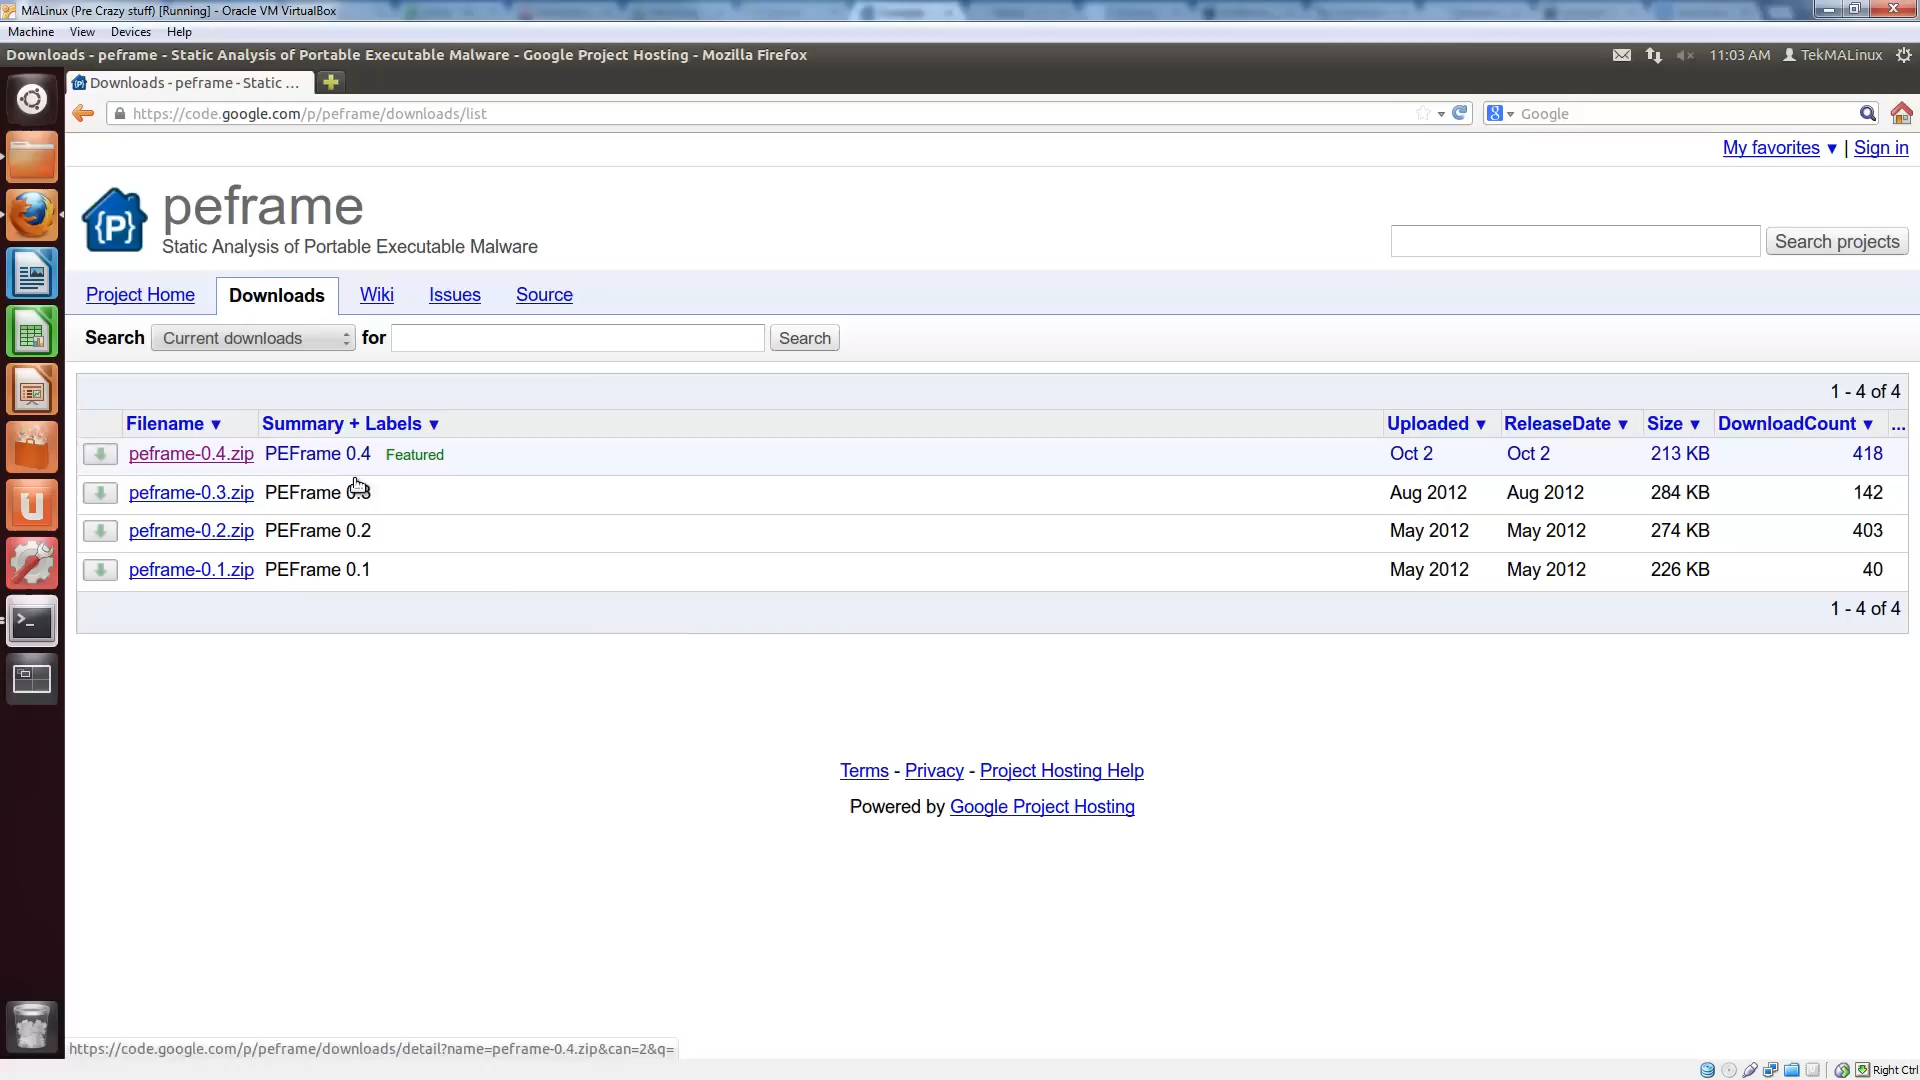 MALinux (Pre Crazy stuff) [Running] - Oracle VM VirtualBox
Machine View Devices Help
Downloads - peframe - Static Analysis of Portable Executable Malware - Google Project Hosting - Mozilla Firefox 11:03 AM TekMALinux
Downloads - peframe - Static ...
https://code.google.com/p/peframe/downloads/list Google
My favorites ▼ | Sign in
{P} peframe
Static Analysis of Portable Executable Malware
Search projects
Project Home Downloads Wiki Issues Source
Search Current downloads for Search
1 - 4 of 4
Filename ▼ Summary + Labels ▼ Uploaded ▼ ReleaseDate ▼ Size ▼ DownloadCount ▼ ...
peframe-0.4.zip PEFrame 0.4 Featured Oct 2 Oct 2 213 KB 418
peframe-0.3.zip PEFrame 0.3 Aug 2012 Aug 2012 284 KB 142
peframe-0.2.zip PEFrame 0.2 May 2012 May 2012 274 KB 403
peframe-0.1.zip PEFrame 0.1 May 2012 May 2012 226 KB 40
1 - 4 of 4
Terms - Privacy - Project Hosting Help
Powered by Google Project Hosting
https://code.google.com/p/peframe/downloads/detail?name=peframe-0.4.zip&can=2&q=
Right Ctrl